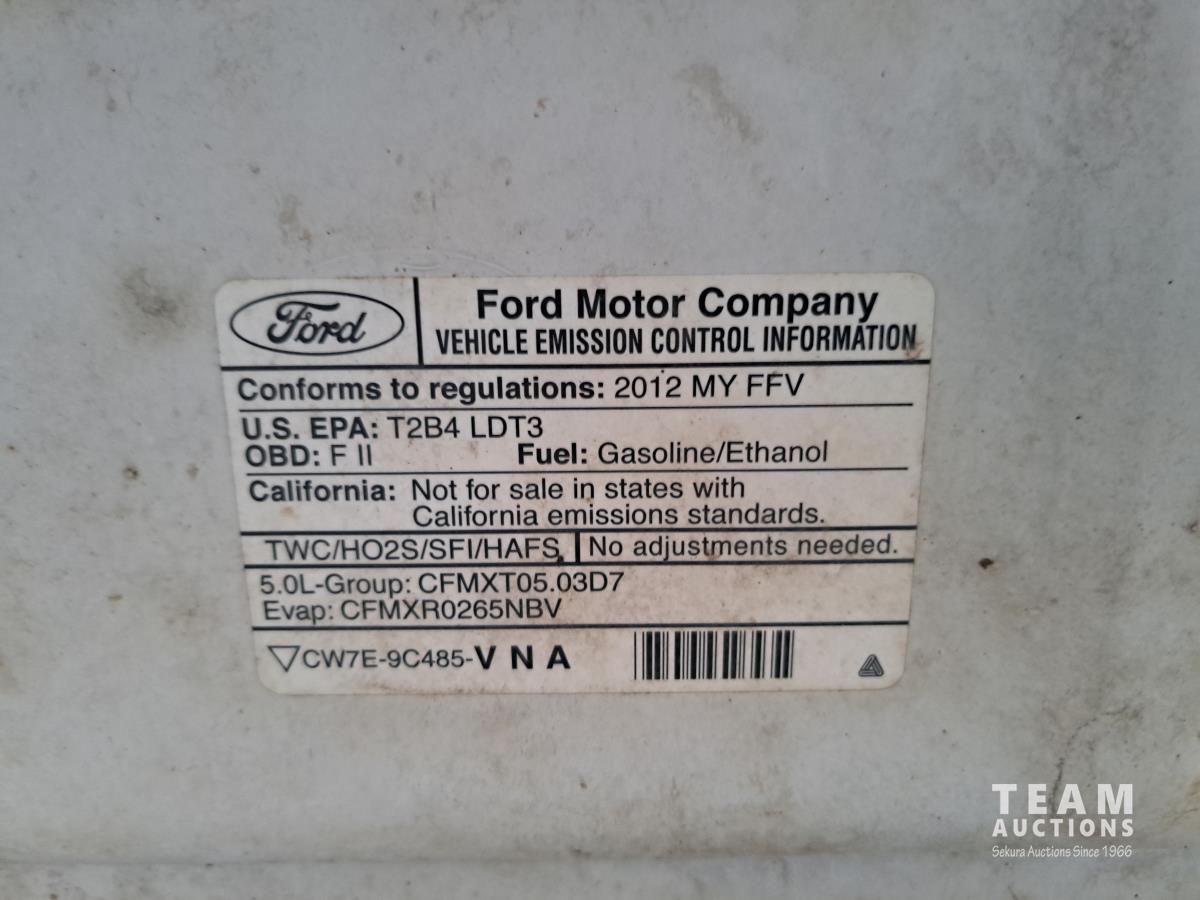 Ford
Ford Motor Company
VEHICLE EMISSION CONTROL INFORMATION
Conforms to regulations: 2012 MY FFV
U.S. EPA: T2B4 LDT3
OBD: F II Fuel: Gasoline/Ethanol
California: Not for sale in states with
California emissions standards.
TWC/HO2S/SFI/HAFS No adjustments needed.
5.0L-Group: CFMXT05.03D7
Evap: CFMXR0265NBV
CW7E-9C485-V N A
TEAM
AUCTIONS
Sekura Auctions Since 1966